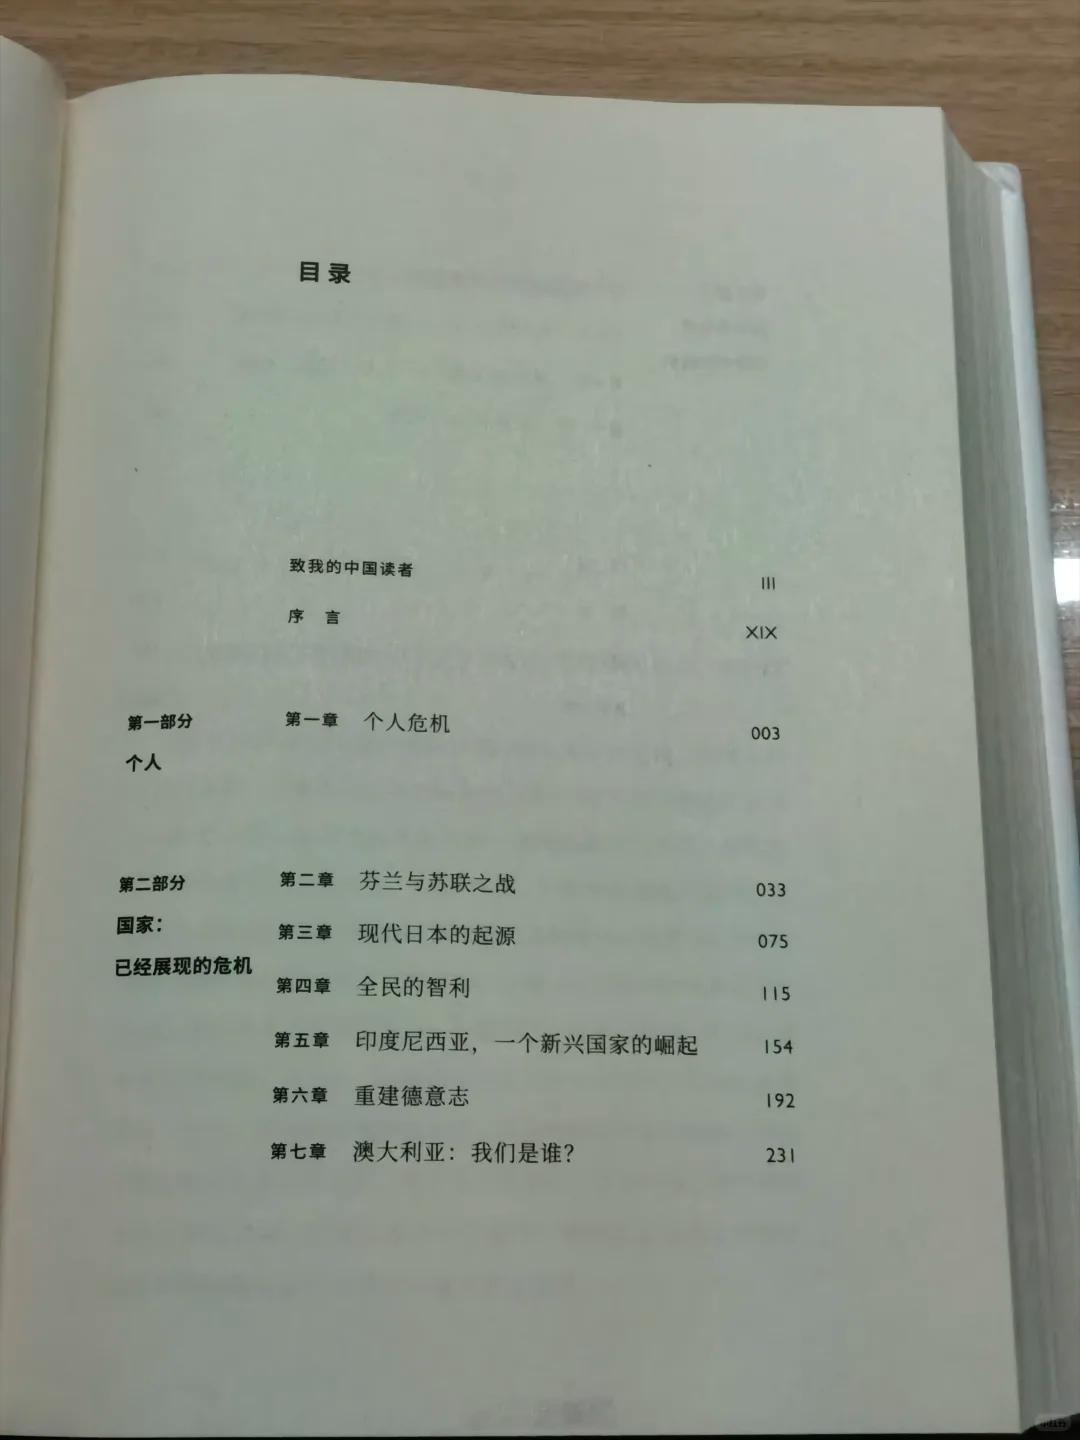 目录
致我的中国读者 III
序 言 XIX
第一部分 第一章 个人危机 003
个人
第二部分 第二章 芬兰与苏联之战 033
国家：
第三章 现代日本的起源 075
已经展现的危机
第四章 全民的智利 115
第五章 印度尼西亚，一个新兴国家的崛起 154
第六章 重建德意志 192
第七章 澳大利亚：我们是谁？ 231